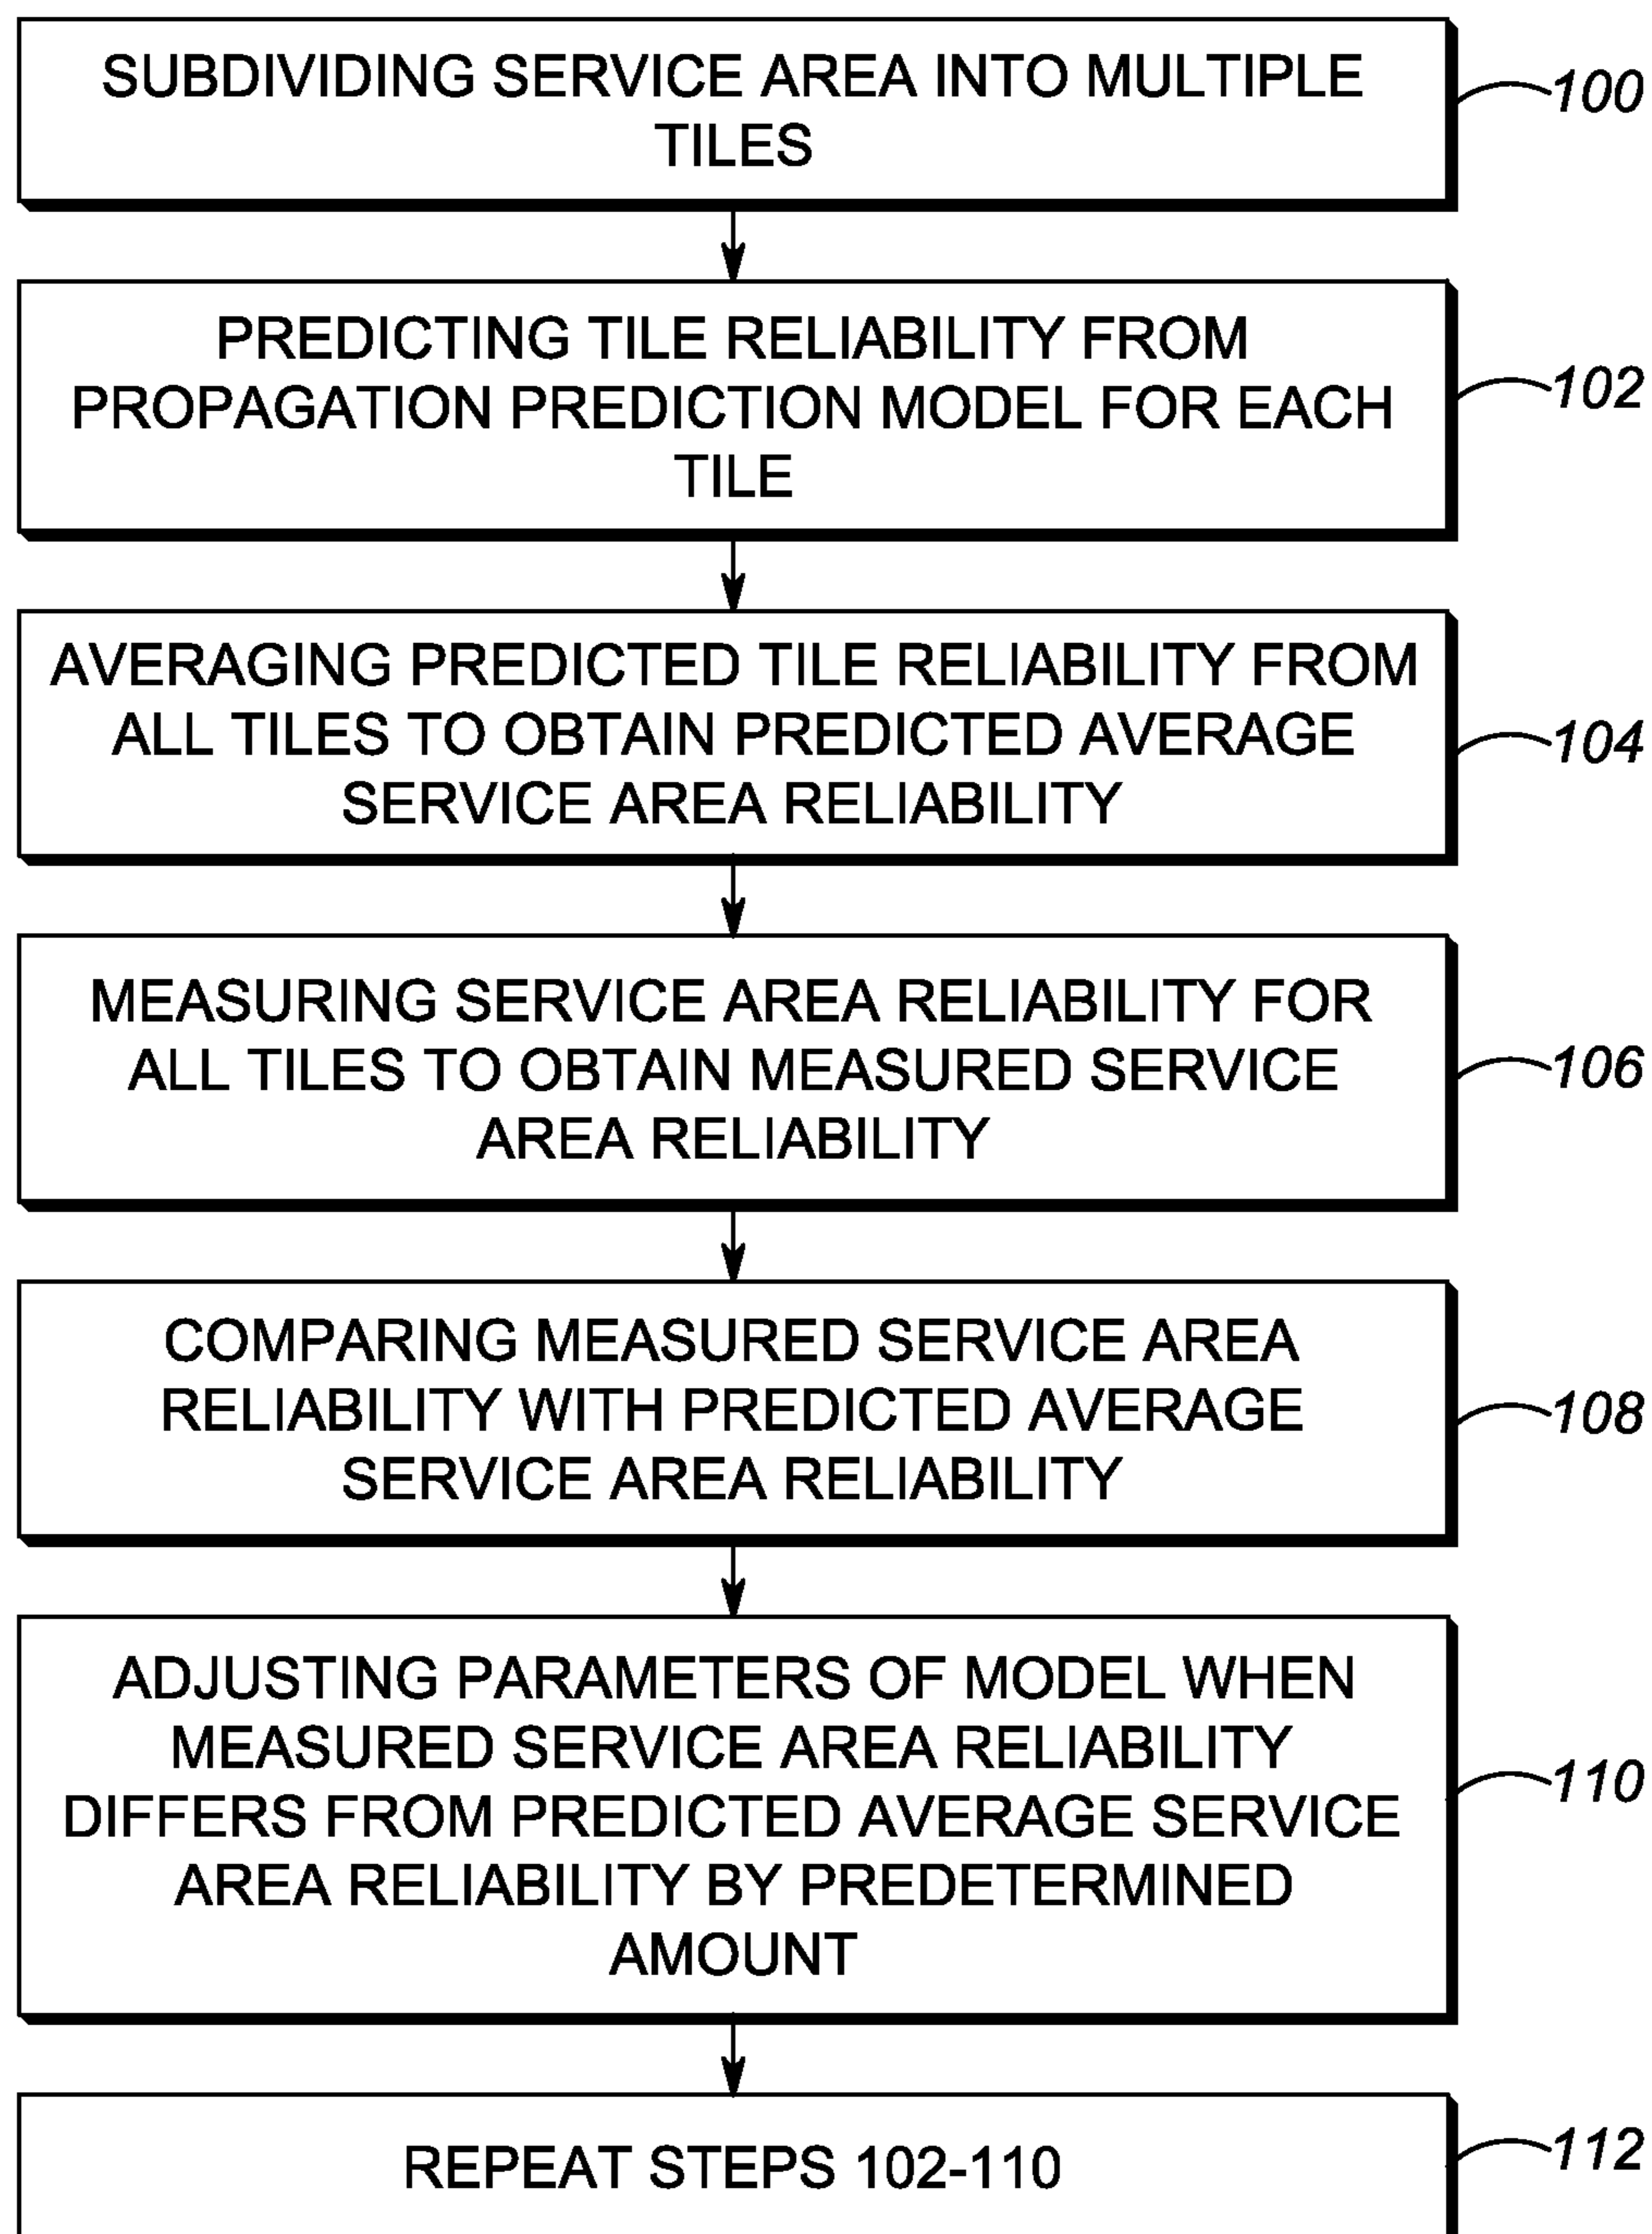 SUBDIVIDING SERVICE AREA INTO MULTIPLE
TILES
100
PREDICTING TILE RELIABILITY FROM
PROPAGATION PREDICTION MODEL FOR EACH
TILE
102
AVERAGING PREDICTED TILE RELIABILITY FROM
ALL TILES TO OBTAIN PREDICTED AVERAGE
SERVICE AREA RELIABILITY
104
MEASURING SERVICE AREA RELIABILITY FOR
ALL TILES TO OBTAIN MEASURED SERVICE
AREA RELIABILITY
106
COMPARING MEASURED SERVICE AREA
RELIABILITY WITH PREDICTED AVERAGE
SERVICE AREA RELIABILITY
108
ADJUSTING PARAMETERS OF MODEL WHEN
MEASURED SERVICE AREA RELIABILITY
DIFFERS FROM PREDICTED AVERAGE SERVICE
AREA RELIABILITY BY PREDETERMINED
AMOUNT
110
REPEAT STEPS 102-110
112